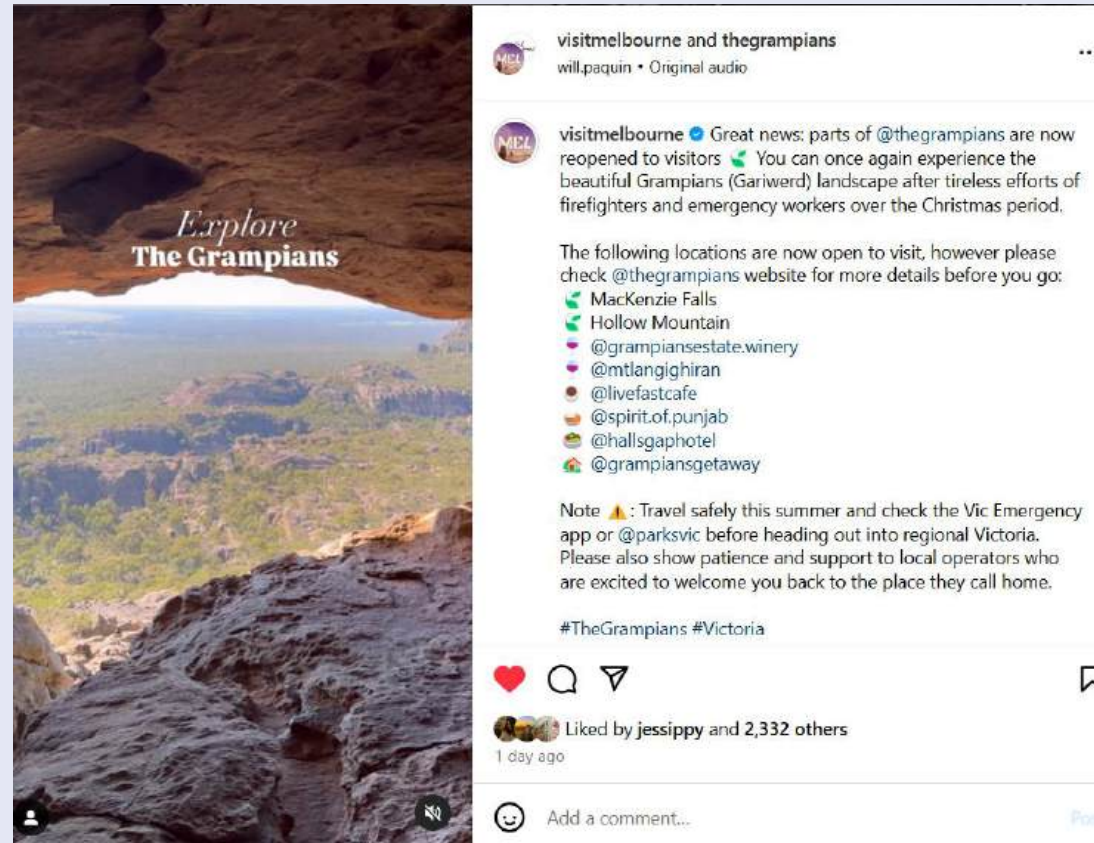 Explore
The Grampians
visitmelbourne and thegrampians
will.paquin • Original audio
visitmelbourne Great news: parts of @thegrampians are now
reopened to visitors You can once again experience the
beautiful Grampians (Gariwerd) landscape after tireless efforts of
firefighters and emergency workers over the Christmas period.
The following locations are now open to visit, however please
check @thegrampians website for more details before you go:
MacKenzie Falls
Hollow Mountain
@grampiansestate.winery
@mtlangighiran
@livefastcafe
@spirit.of.punjab
@hallsgaphotel
@grampiansgetaway
Note ⚠️: Travel safely this summer and check the Vic Emergency
app or @parksvic before heading out into regional Victoria.
Please also show patience and support to local operators who
are excited to welcome you back to the place they call home.
#TheGrampians #Victoria
Liked by jessippy and 2,332 others
1 day ago
Add a comment...